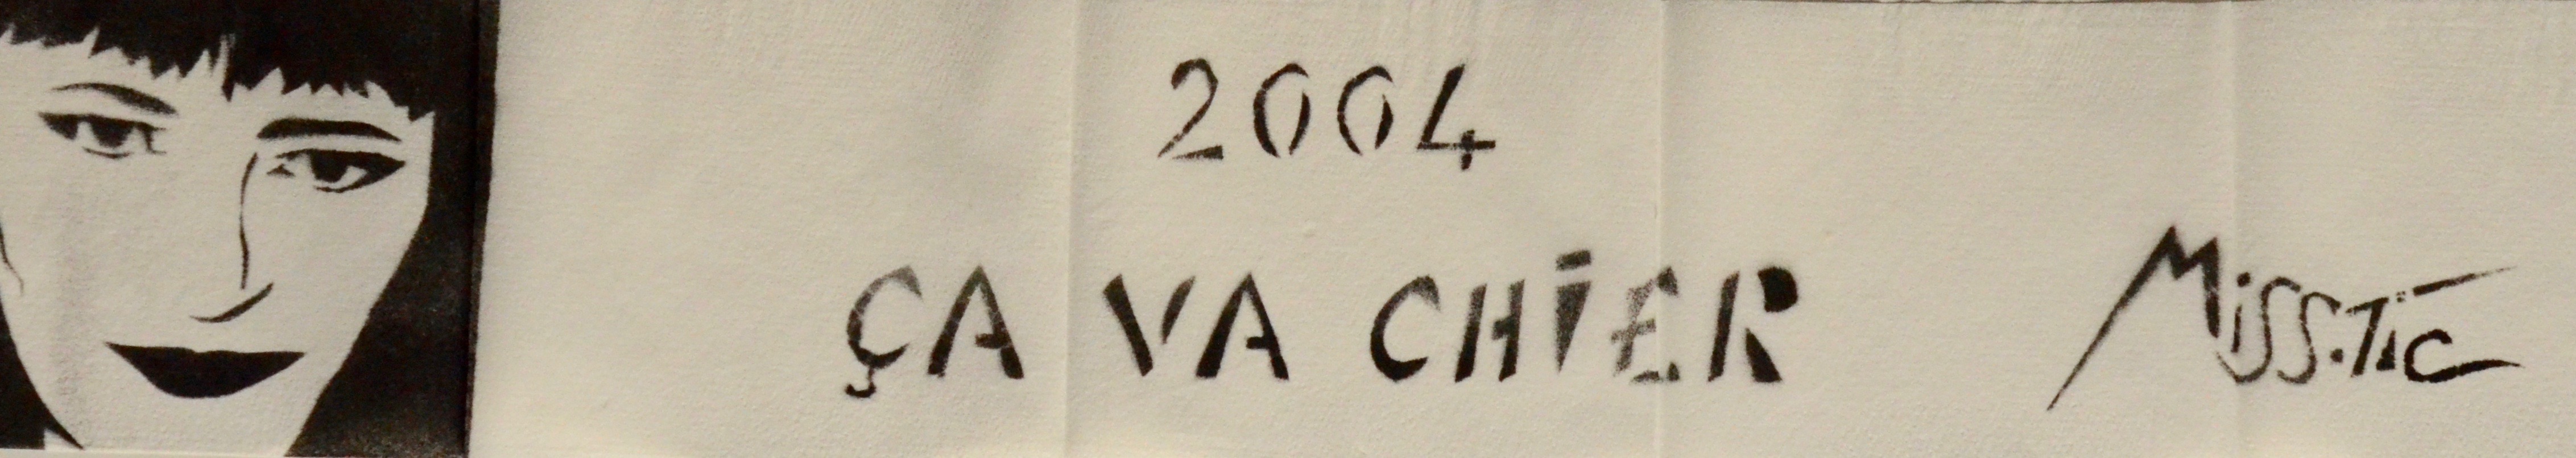 2004
ÇA VA CHiER
MiSS.TiC